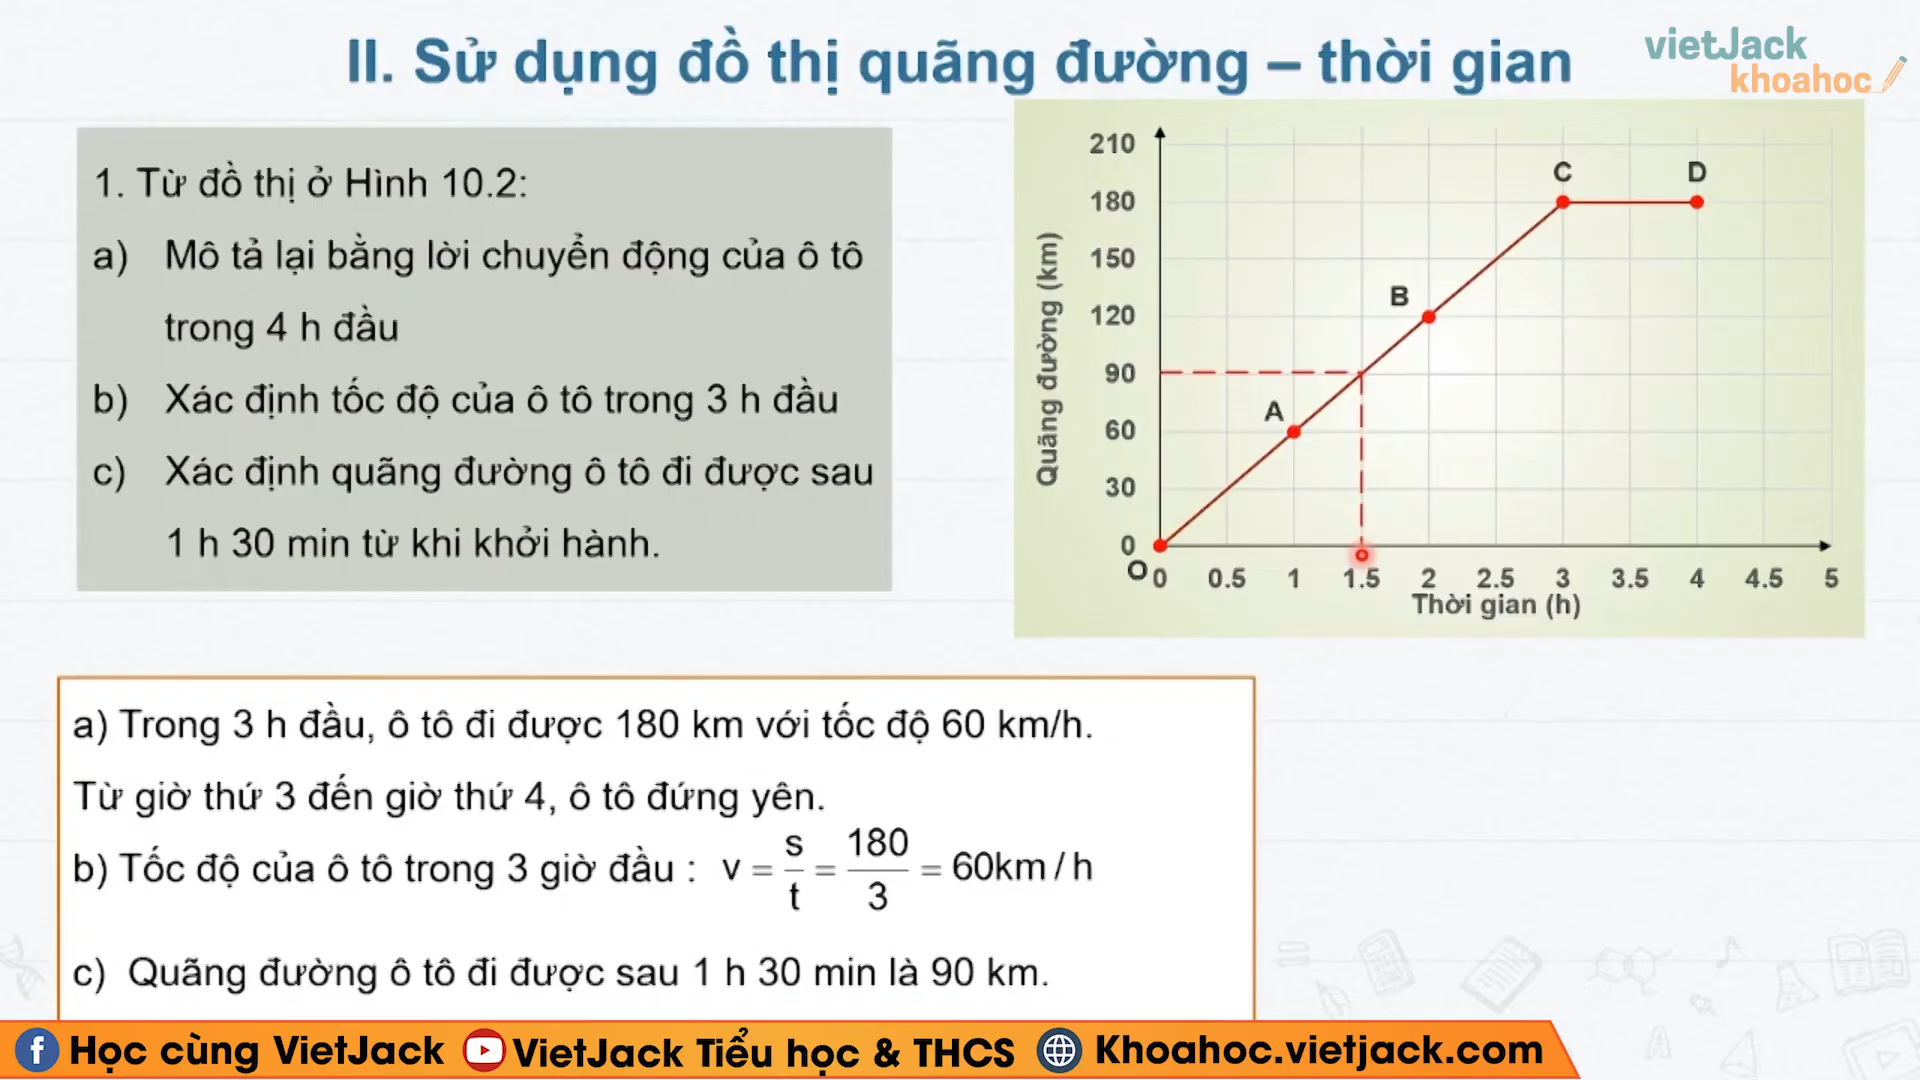 II. Sử dụng đồ thị quãng đường – thời gian
vietJack
khoahoc
1. Từ đồ thị ở Hình 10.2:
a) Mô tả lại bằng lời chuyển động của ô tô
trong 4 h đầu
b) Xác định tốc độ của ô tô trong 3 h đầu
c) Xác định quãng đường ô tô đi được sau
1 h 30 min từ khi khởi hành.
Quãng đường (km)
210
180
150
120
90
60
30
0
C
D
B
A
O
0 0.5 1 1.5 2 2.5 3 3.5 4 4.5 5
Thời gian (h)
a) Trong 3 h đầu, ô tô đi được 180 km với tốc độ 60 km/h.
Từ giờ thứ 3 đến giờ thứ 4, ô tô đứng yên.
b) Tốc độ của ô tô trong 3 giờ đầu : v = s/t = 180/3 = 60km / h
c) Quãng đường ô tô đi được sau 1 h 30 min là 90 km.
Học cùng VietJack VietJack Tiểu học & THCS Khoahoc.vietjack.com